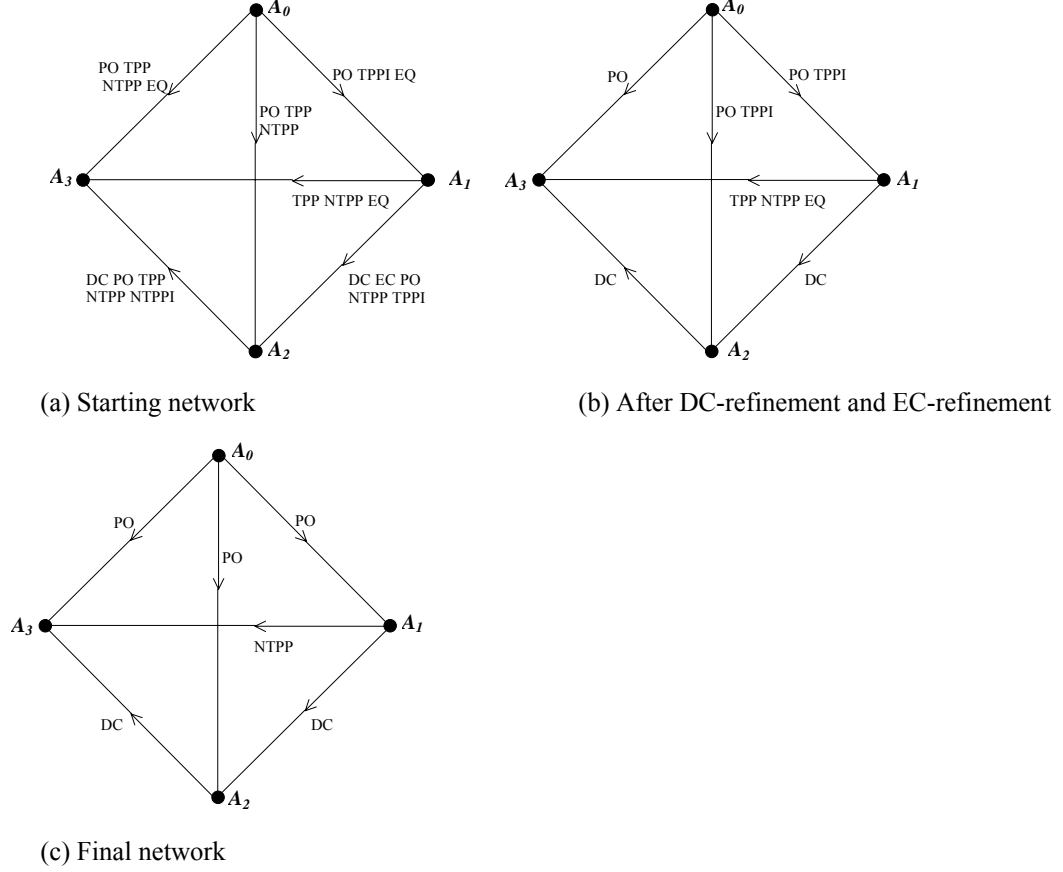 A0
PO TPP
NTPP EQ
PO TPPI EQ
PO TPP
NTPP
A3
A1
TPP NTPP EQ
DC PO TPP
NTPP NTPPI
DC EC PO
NTPP TPPI
A2
(a) Starting network
A0
PO
PO TPPI
PO TPPI
A3
A1
TPP NTPP EQ
DC
DC
A2
(b) After DC-refinement and EC-refinement
A0
PO
PO
PO
A3
A1
NTPP
DC
DC
A2
(c) Final network